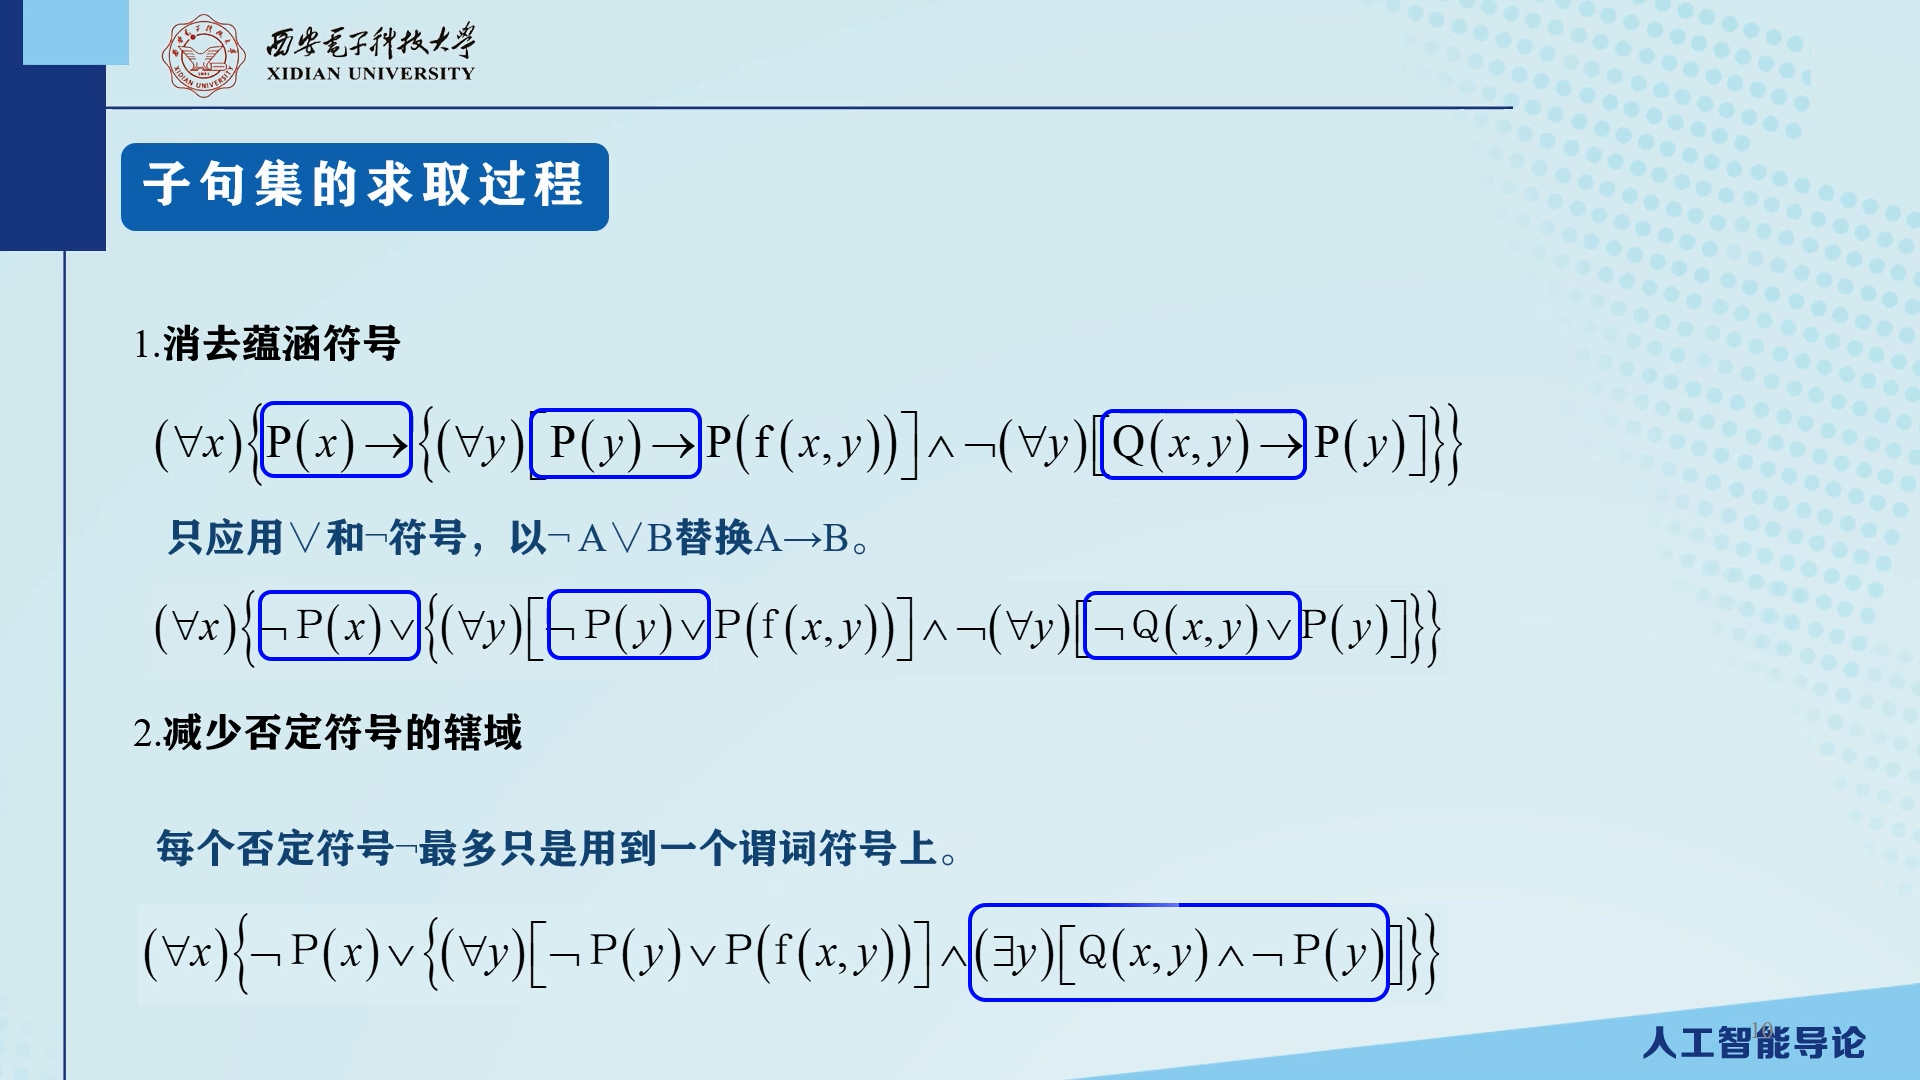 西安电子科技大学
XIDIAN UNIVERSITY
子句集的求取过程
1.消去蕴涵符号
(∀x){P(x)→{(∀y)[P(y)→P(f(x,y))]∧¬(∀y)[Q(x,y)→P(y)]}}
只应用∨和¬符号，以¬A∨B替换A→B。
(∀x){¬P(x)∨{(∀y)[¬P(y)∨P(f(x,y))]∧¬(∀y)[¬Q(x,y)∨P(y)]}}
2.减少否定符号的辖域
每个否定符号¬最多只是用到一个谓词符号上。
(∀x){¬P(x)∨{(∀y)[¬P(y)∨P(f(x,y))]∧(∃y)[Q(x,y)∧¬P(y)]}}
10
人工智能导论